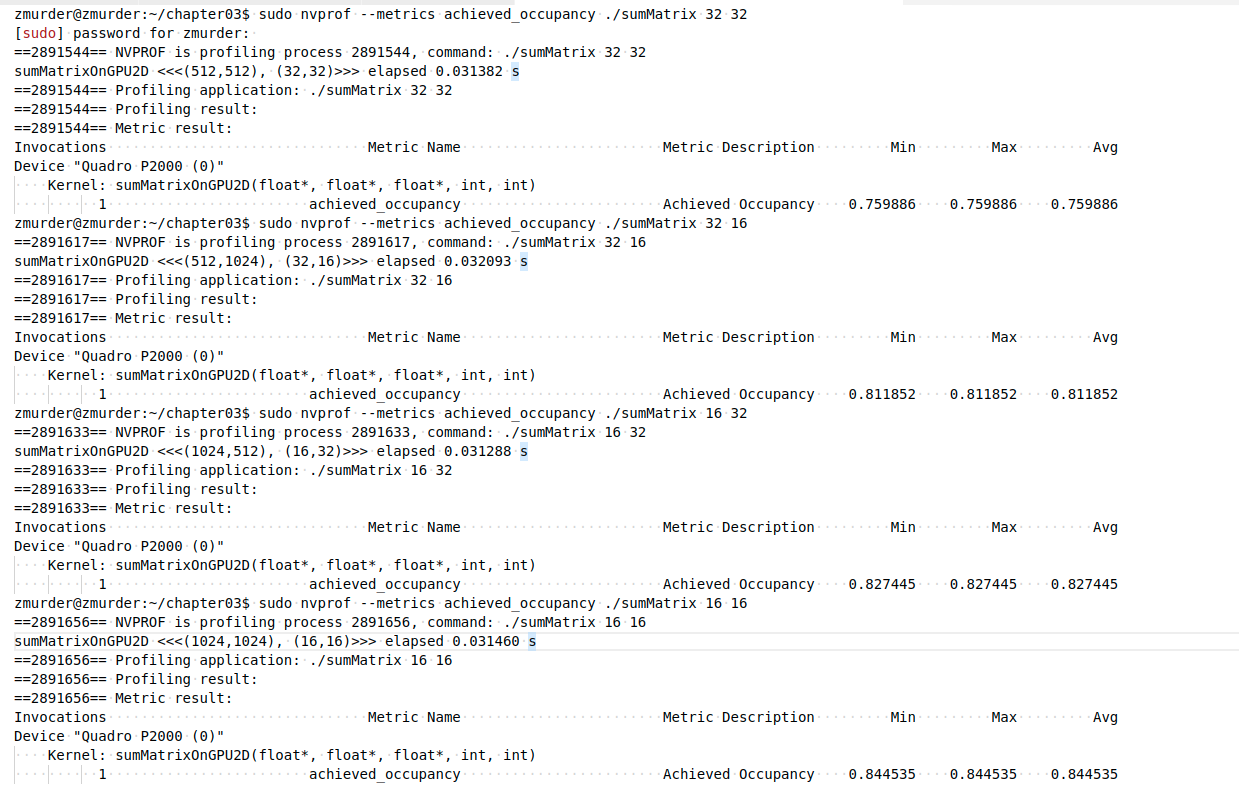 zmurder@zmurder:~/chapter03$ sudo nvprof --metrics achieved_occupancy ./sumMatrix 32 32
[sudo] password for zmurder:
==2891544== NVPROF is profiling process 2891544, command: ./sumMatrix 32 32
sumMatrixOnGPU2D <<<(512,512), (32,32)>>> elapsed 0.031382 s
==2891544== Profiling application: ./sumMatrix 32 32
==2891544== Profiling result:
==2891544== Metric result:
Invocations Metric Name Metric Description Min Max Avg
Device "Quadro P2000 (0)"
Kernel: sumMatrixOnGPU2D(float*, float*, float*, int, int)
1 achieved_occupancy Achieved Occupancy 0.759886 0.759886 0.759886
zmurder@zmurder:~/chapter03$ sudo nvprof --metrics achieved_occupancy ./sumMatrix 32 16
==2891617== NVPROF is profiling process 2891617, command: ./sumMatrix 32 16
sumMatrixOnGPU2D <<<(512,1024), (32,16)>>> elapsed 0.032093 s
==2891617== Profiling application: ./sumMatrix 32 16
==2891617== Profiling result:
==2891617== Metric result:
Invocations Metric Name Metric Description Min Max Avg
Device "Quadro P2000 (0)"
Kernel: sumMatrixOnGPU2D(float*, float*, float*, int, int)
1 achieved_occupancy Achieved Occupancy 0.811852 0.811852 0.811852
zmurder@zmurder:~/chapter03$ sudo nvprof --metrics achieved_occupancy ./sumMatrix 16 32
==2891633== NVPROF is profiling process 2891633, command: ./sumMatrix 16 32
sumMatrixOnGPU2D <<<(1024,512), (16,32)>>> elapsed 0.031288 s
==2891633== Profiling application: ./sumMatrix 16 32
==2891633== Profiling result:
==2891633== Metric result:
Invocations Metric Name Metric Description Min Max Avg
Device "Quadro P2000 (0)"
Kernel: sumMatrixOnGPU2D(float*, float*, float*, int, int)
1 achieved_occupancy Achieved Occupancy 0.827445 0.827445 0.827445
zmurder@zmurder:~/chapter03$ sudo nvprof --metrics achieved_occupancy ./sumMatrix 16 16
==2891656== NVPROF is profiling process 2891656, command: ./sumMatrix 16 16
sumMatrixOnGPU2D <<<(1024,1024), (16,16)>>> elapsed 0.031460 s
==2891656== Profiling application: ./sumMatrix 16 16
==2891656== Profiling result:
==2891656== Metric result:
Invocations Metric Name Metric Description Min Max Avg
Device "Quadro P2000 (0)"
Kernel: sumMatrixOnGPU2D(float*, float*, float*, int, int)
1 achieved_occupancy Achieved Occupancy 0.844535 0.844535 0.844535